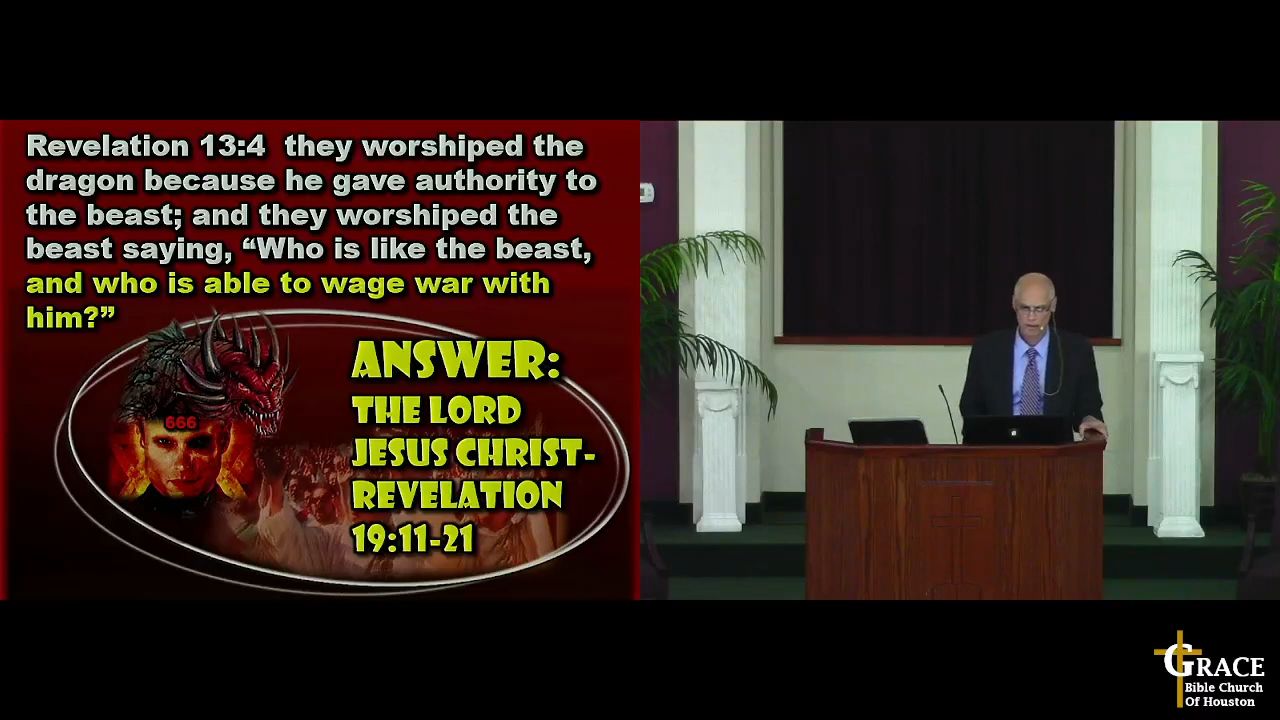 Revelation 13:4 they worshiped the
dragon because he gave authority to
the beast; and they worshiped the
beast saying, “Who is like the beast,
and who is able to wage war with
him?”
ANSWER:
THE LORD
JESUS CHRIST-
REVELATION
19:11-21
666
GRACE
Bible Church
Of Houston